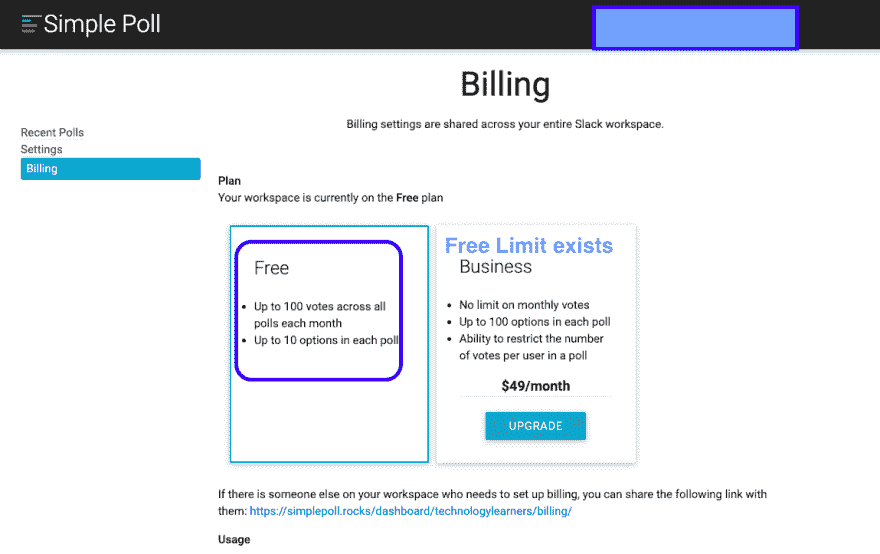 Simple Poll
Billing
Billing settings are shared across your entire Slack workspace.
Recent Polls
Settings
Billing
Plan
Your workspace is currently on the Free plan
Free
Up to 100 votes across all
polls each month
Up to 10 options in each poll
Free Limit exists
Business
No limit on monthly votes
Up to 100 options in each poll
Ability to restrict the number
of votes per user in a poll
$49/month
UPGRADE
If there is someone else on your workspace who needs to set up billing, you can share the following link with
them: https://simplepoll.rocks/dashboard/technologylearners/billing/
Usage